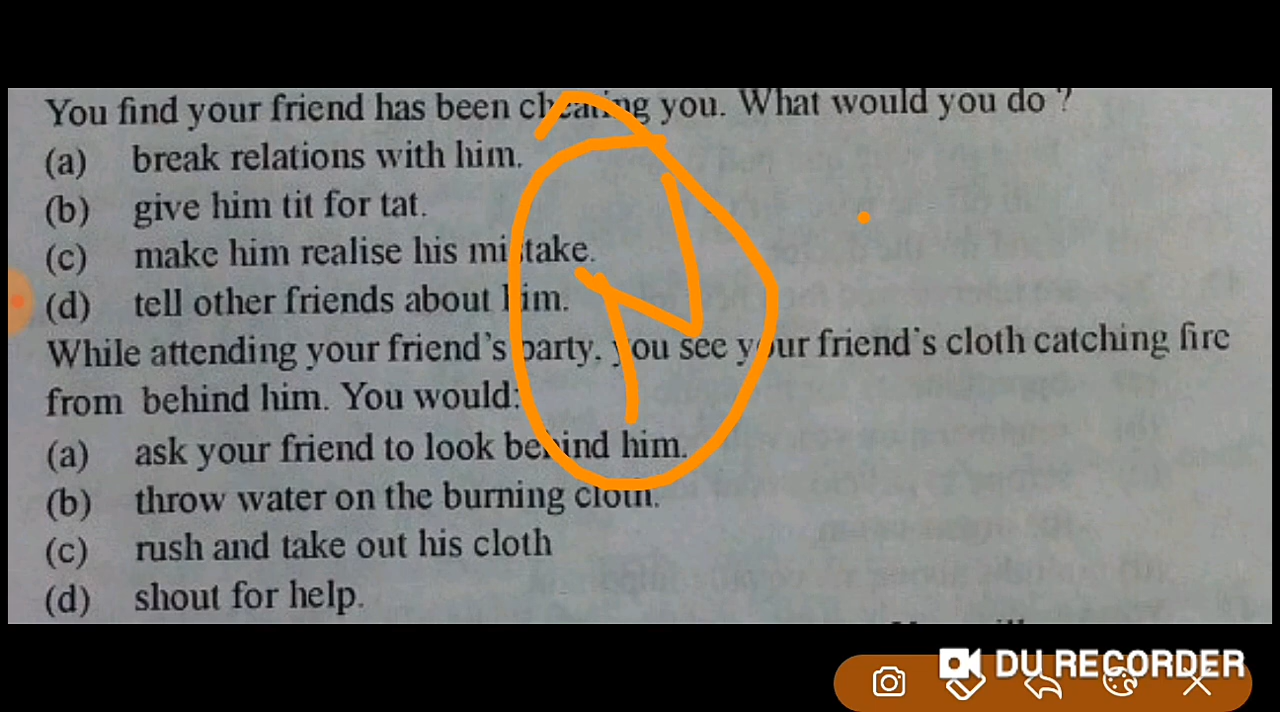 You find your friend has been cheating you. What would you do ?
(a) break relations with him.
(b) give him tit for tat.
(c) make him realise his mistake.
(d) tell other friends about him.
While attending your friend's party, you see your friend's cloth catching fire
from behind him. You would:
(a) ask your friend to look behind him.
(b) throw water on the burning cloth.
(c) rush and take out his cloth
(d) shout for help.
N
DU RECORDER